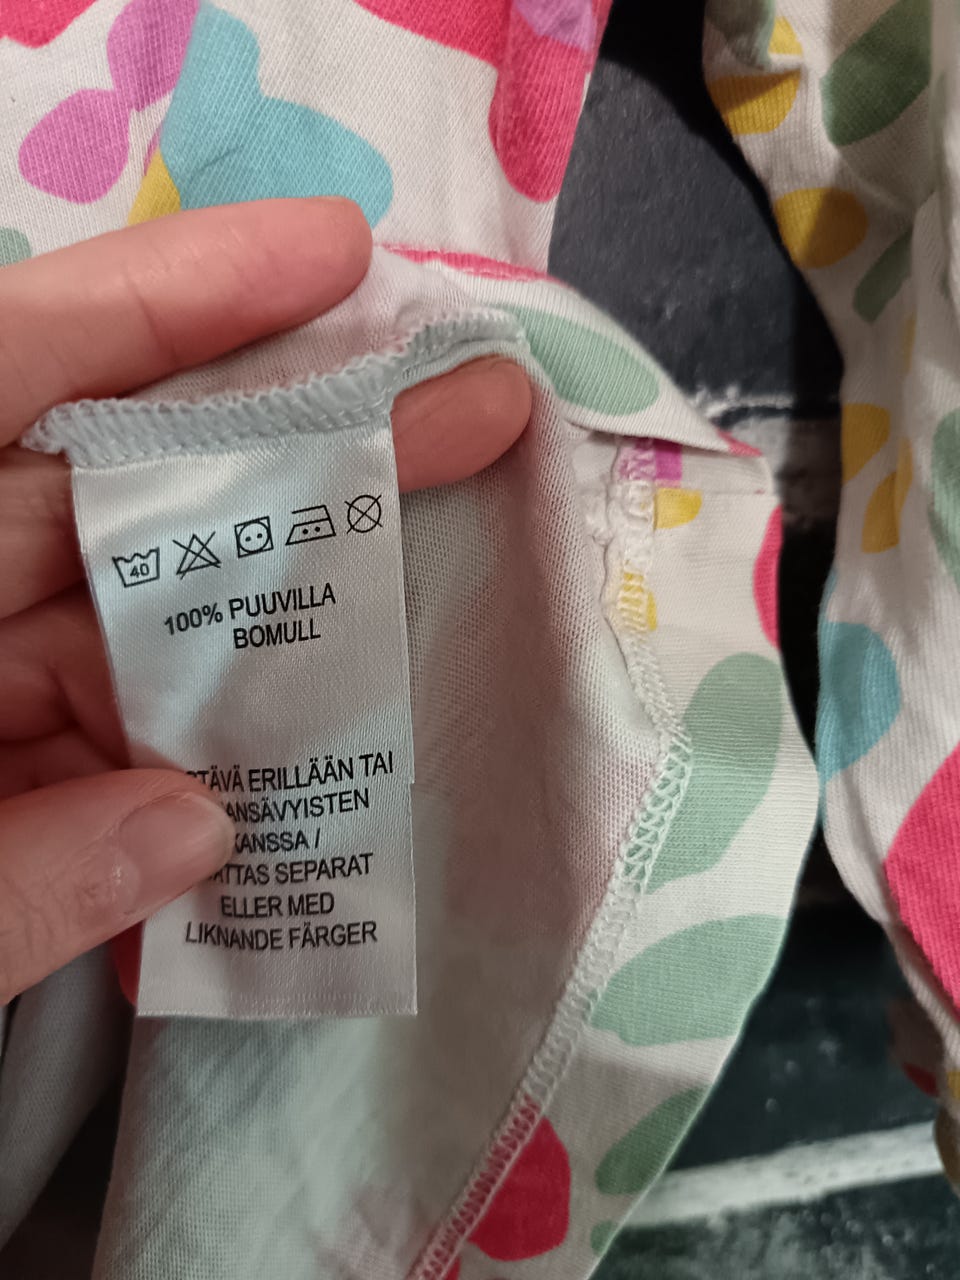 40
100% PUUVILLA
BOMULL
ERILLÄÄN TAI
KANSSA /
SEPARAT
ELLER MED
LIKNANDE FÄRGER